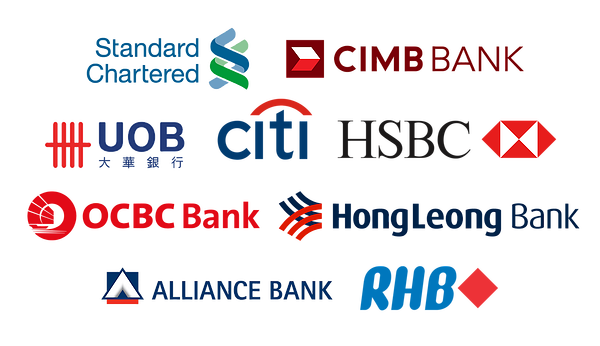 Standard
Chartered
CIMB BANK
UOB
大華銀行
citi
HSBC
OCBC Bank
HongLeong Bank
ALLIANCE BANK
RHB